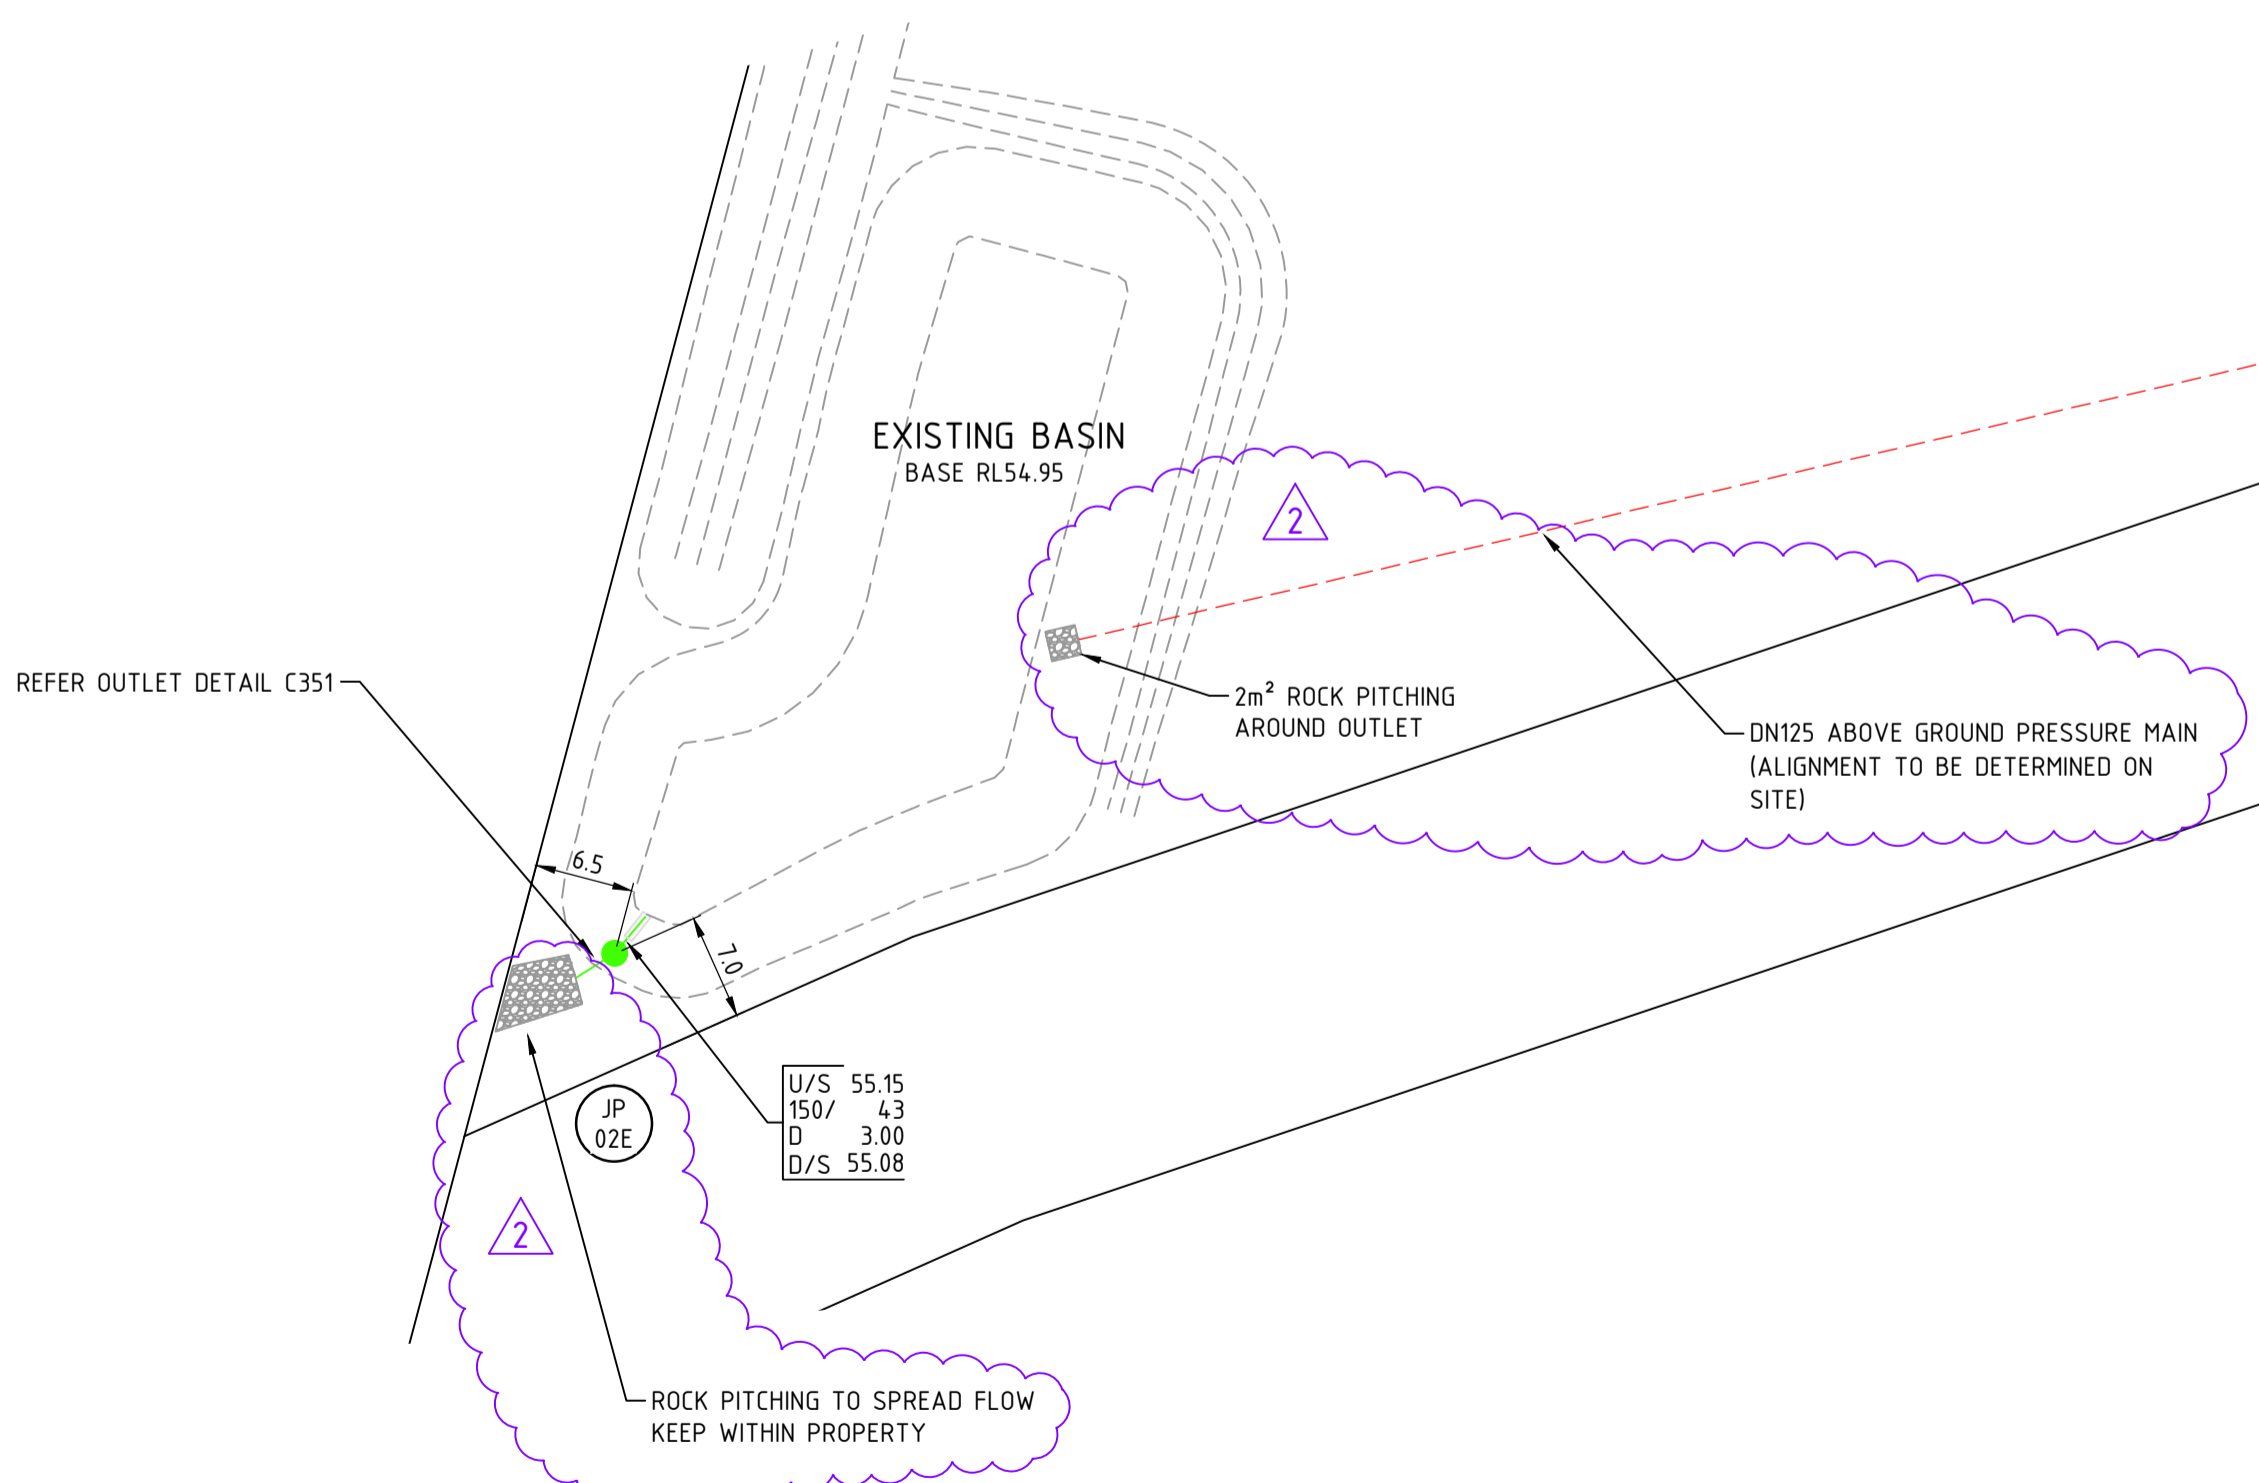 EXISTING BASIN
BASE RL54.95
2
REFER OUTLET DETAIL C351
2m² ROCK PITCHING
AROUND OUTLET
DN125 ABOVE GROUND PRESSURE MAIN
(ALIGNMENT TO BE DETERMINED ON
SITE)
6.5
7.0
U/S 55.15
150/ 43
D 3.00
D/S 55.08
JP
02E
2
ROCK PITCHING TO SPREAD FLOW
KEEP WITHIN PROPERTY